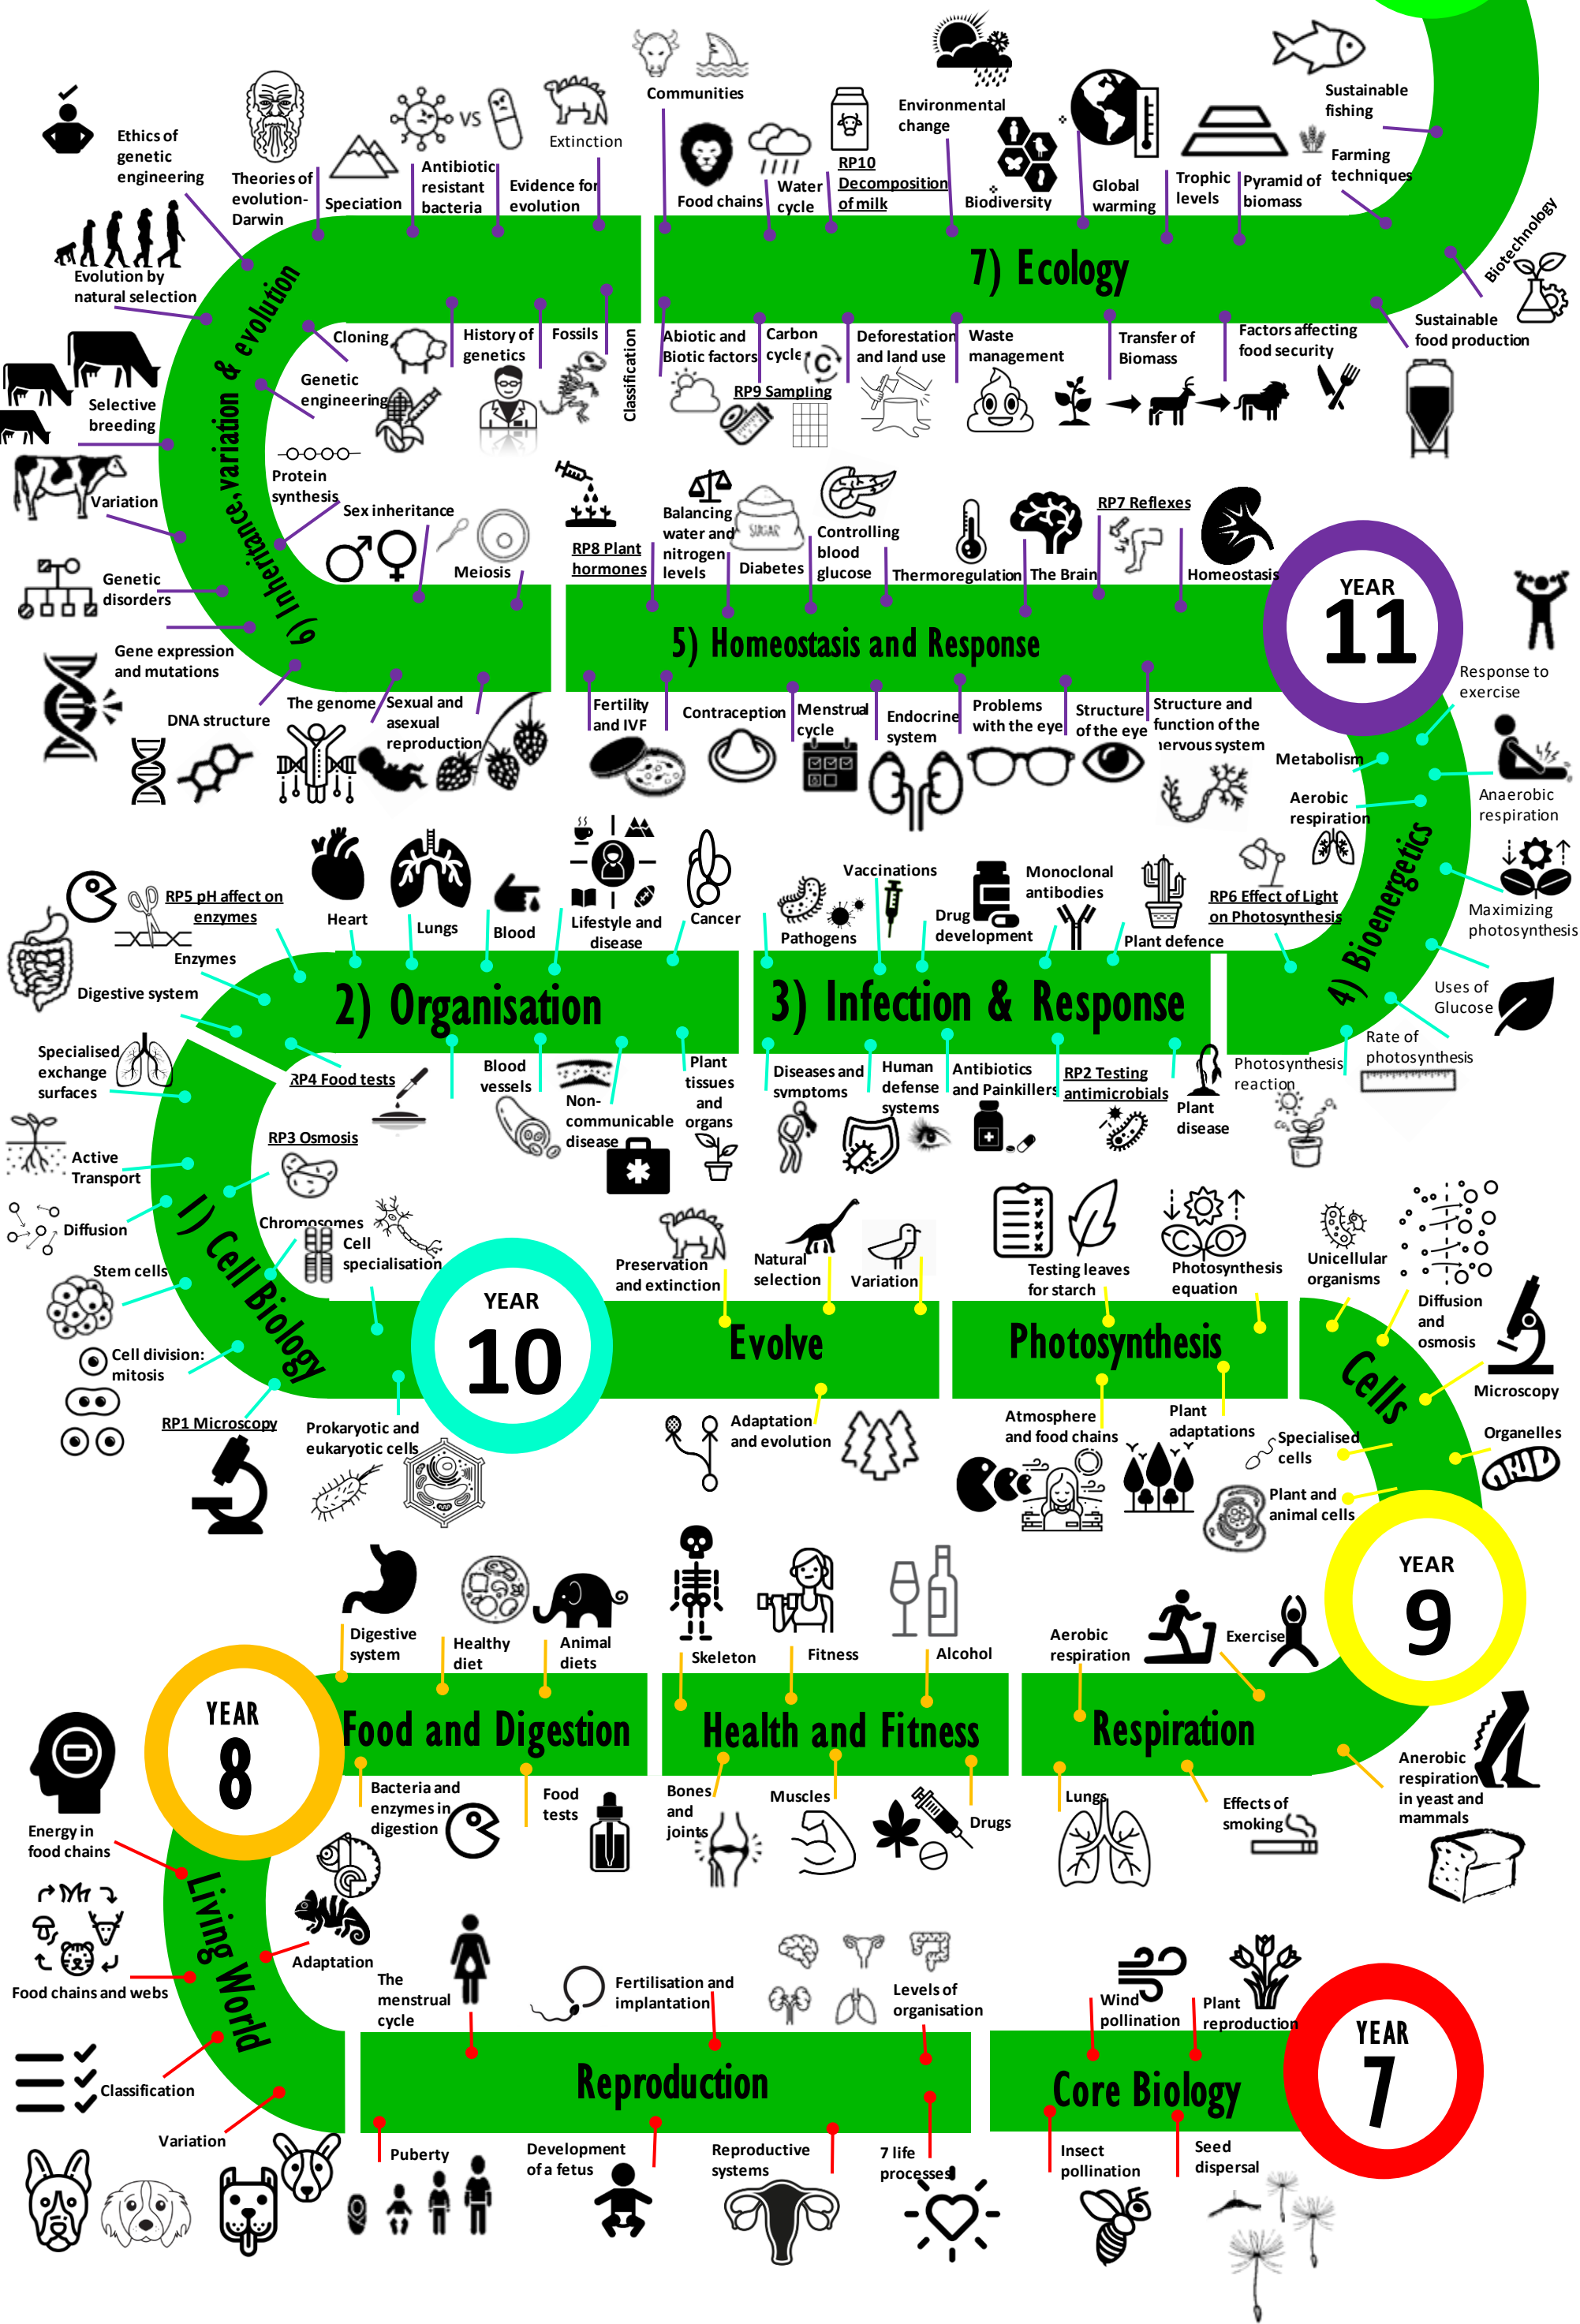 Communities
Sustainable
fishing
Environmental
change
Ethics of
genetic
engineering
VS
Extinction
Farming
techniques
RP10
Decomposition
of milk
Theories of
evolution-
Darwin
Speciation
Antibiotic
resistant
bacteria
Evidence for
evolution
Food chains
Water
cycle
Biodiversity
Global
warming
Trophic
levels
Pyramid of
biomass
Biotechnology
Evolution by
natural selection
7) Ecology
Sustainable
food production
Cloning
History of
genetics
Fossils
Classification
Abiotic and
Biotic factors
Carbon
cycle
C
Deforestation
and land use
Waste
management
Transfer of
Biomass
Factors affecting
food security
RP9 Sampling
Genetic
engineering
Selective
breeding
6) Inheritance, variation & evolution
Protein
synthesis
Variation
Sex inheritance
Meiosis
RP8 Plant
hormones
Balancing
water and
nitrogen
levels
SUGAR
Diabetes
Controlling
blood
glucose
Thermoregulation
The Brain
RP7 Reflexes
Homeostasis
Genetic
disorders
YEAR
11
5) Homeostasis and Response
Gene expression
and mutations
Response to
exercise
DNA structure
The genome
Sexual and
asexual
reproduction
Fertility
and IVF
Contraception
Menstrual
cycle
Endocrine
system
Problems
with the eye
Structure
of the eye
Structure and
function of the
nervous system
Metabolism
Aerobic
respiration
Anaerobic
respiration
4) Bioenergetics
RP5 pH affect on
enzymes
Heart
Lungs
Blood
Lifestyle and
disease
Cancer
Pathogens
Vaccinations
Drug
development
Monoclonal
antibodies
Plant defence
RP6 Effect of Light
on Photosynthesis
Maximizing
photosynthesis
Enzymes
Digestive system
2) Organisation
3) Infection & Response
Uses of
Glucose
Rate of
photosynthesis
Photosynthesis
reaction
Specialised
exchange
surfaces
RP4 Food tests
Blood
vessels
Non-
communicable
disease
Plant
tissues
and
organs
Diseases and
symptoms
Human
defense
systems
Antibiotics
and Painkillers
RP2 Testing
antimicrobials
Plant
disease
RP3 Osmosis
Active
Transport
Diffusion
Chromosomes
Cell
specialisation
1) Cell Biology
Stem cells
Cell division:
mitosis
RP1 Microscopy
Prokaryotic and
eukaryotic cells
YEAR
10
Preservation
and extinction
Natural
selection
Variation
Evolve
Adaptation
and evolution
Testing leaves
for starch
Photosynthesis
equation
Photosynthesis
Atmosphere
and food chains
Plant
adaptations
Unicellular
organisms
Diffusion
and
osmosis
Cells
Microscopy
Organelles
Specialised
cells
Plant and
animal cells
YEAR
9
Digestive
system
Healthy
diet
Animal
diets
Skeleton
Fitness
Alcohol
Aerobic
respiration
Exercise
YEAR
8
Food and Digestion
Health and Fitness
Respiration
Bacteria and
enzymes in
digestion
Food
tests
Bones
and
joints
Muscles
Drugs
Lungs
Effects of
smoking
Anerobic
respiration
in yeast and
mammals
Energy in
food chains
Living World
Food chains and webs
Adaptation
Classification
Variation
The
menstrual
cycle
Fertilisation and
implantation
Levels of
organisation
Wind
pollination
Plant
reproduction
YEAR
7
Reproduction
Core Biology
Puberty
Development
of a fetus
Reproductive
systems
7 life
processes
Insect
pollination
Seed
dispersal